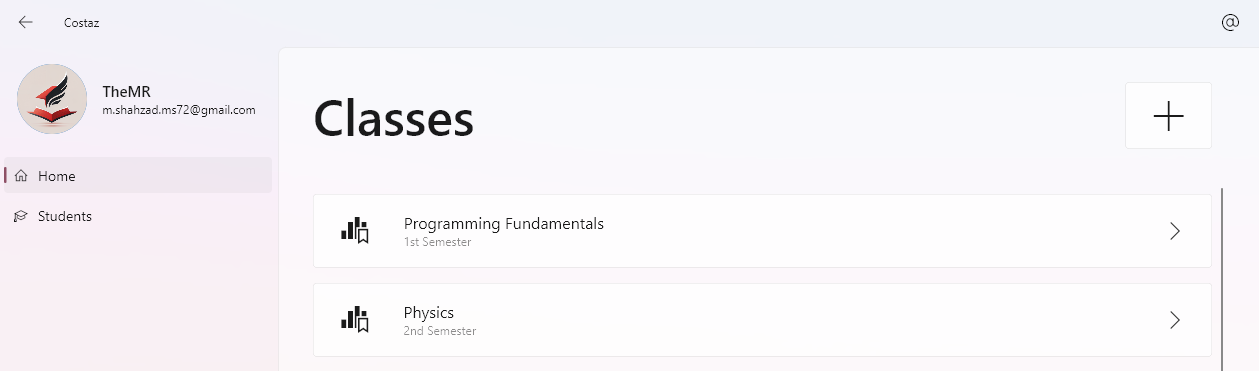 Costaz
@
TheMR
m.shahzad.ms72@gmail.com
Home
Students
Classes
Programming Fundamentals
1st Semester
Physics
2nd Semester